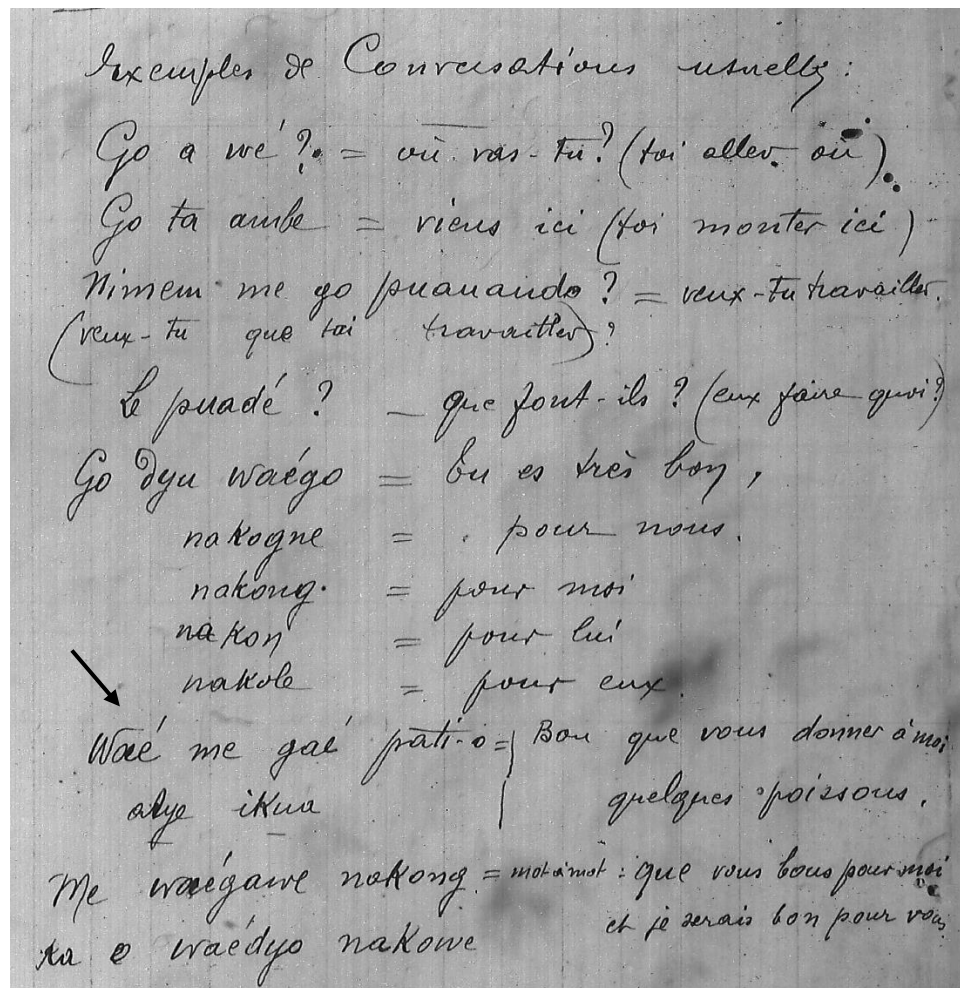 Exemples de Conversations usuelles :
Go a wé ? = où vas-tu ? (toi aller où)
Go ta ambe = viens ici (toi monter ici)
Nimem me go puauando ? = veux-tu travailler.
(veux-tu que toi travailler) ?
Le puadé ? – que font-ils ? (eux faire quoi ?)
Go dyu waégo = Tu es très bon,
nakogne = pour nous.
nakong. = pour moi
nakon = pour lui
nakole = pour eux.
Waé me gaé pati-o = Bon que vous donner à moi
alye ikua quelques poissons.
Me waégawe nakong = mot à mot : que vous bons pour moi
ka o waédyo nakowe et je serais bon pour vous